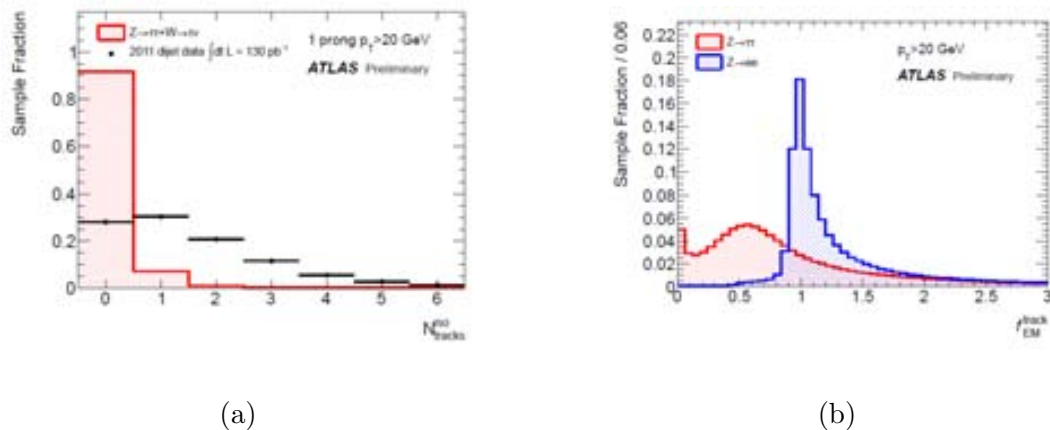 Sample Fraction
Z→ττ+W→τν
2011 dijet data ∫dt L = 130 pb⁻¹
1 prong p_T>20 GeV
ATLAS Preliminary
1
0.8
0.6
0.4
0.2
0
0 1 2 3 4 5 6
N^iso_tracks
(a)
Sample Fraction / 0.06
Z→ττ
Z→ee
p_T>20 GeV
ATLAS Preliminary
0.22
0.2
0.18
0.16
0.14
0.12
0.1
0.08
0.06
0.04
0.02
0
0 0.5 1 1.5 2 2.5 3
f^track_EM
(b)